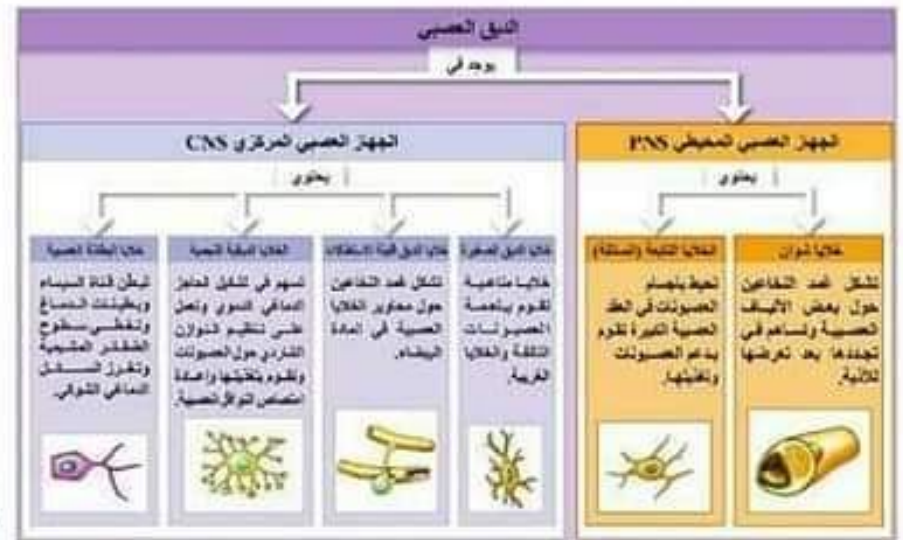 الدبق العصبي
يوجد في
الجهاز العصبي المحيطي PNS
يحتوي
خلايا شوان
تشكل غمد النخاعين
حول بعض الألياف
العصبية وتساهم في
تجددها بعد تعرضها
للأذية.
الخلايا التابعة (الساتلة)
تحيط بأجسام
العصبونات في العقد
العصبية الكبيرة تقوم
بدعم العصبونات
وتغذيتها.
الجهاز العصبي المركزي CNS
يحتوي
خلايا الدبق الصغيرة
خلايا مناعية
تقوم ببلعمة
العصبونات
التالفة والخلايا
الغريبة.
خلايا الدبق قليلة الاستطالات
تشكل غمد النخاعين
حول محاوير الخلايا
العصبية في المادة
البيضاء.
الخلايا الدبقية النجمية
تسهم في تشكيل الحاجز
الدماغي الدموي وتعمل
على تنظيم التوازن
الشاردي حول العصبونات
وتقوم بتغذيتها وإعادة
امتصاص النواقل العصبية.
خلايا البطانة العصبية
تبطن قناة السيساء
وبطينات الدماغ
وتغطي سطوح
الضفائر المشيمية
وتفرز السائل
الدماغي الشوكي.